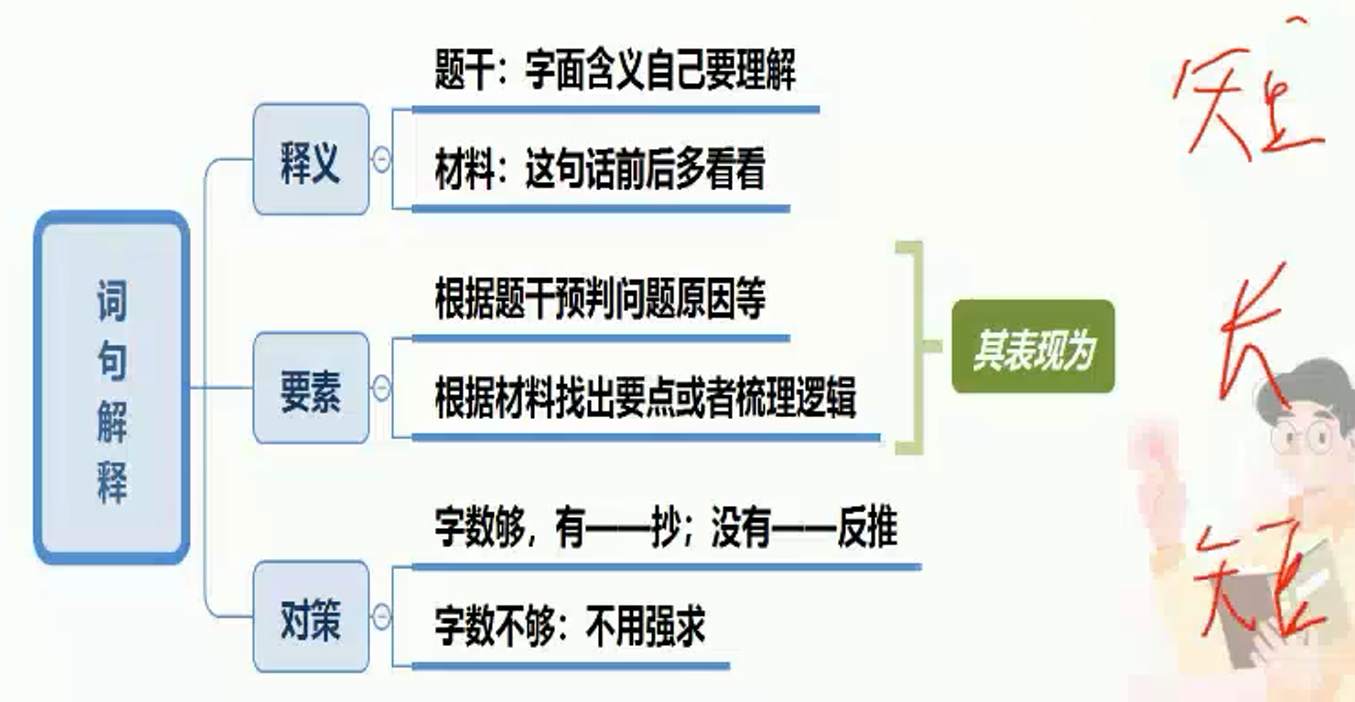 题干：字面含义自己要理解
短
释义
材料：这句话前后多看看
词句解释
根据题干预判问题原因等
长
要素
其表现为
根据材料找出要点或者梳理逻辑
字数够，有——抄；没有——反推
短
对策
字数不够：不用强求